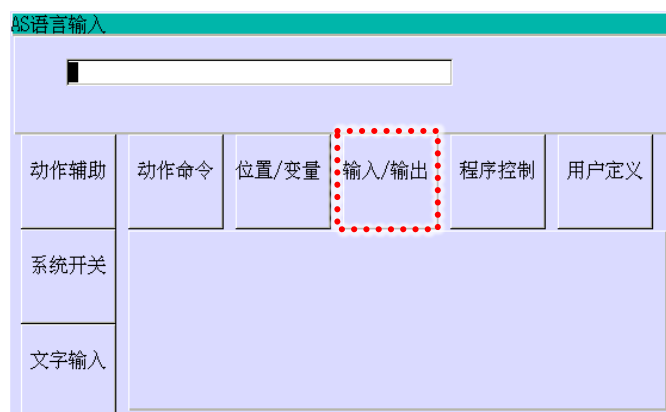 AS语言输入
动作辅助
动作命令
位置/变量
输入/输出
程序控制
用户定义
系统开关
文字输入